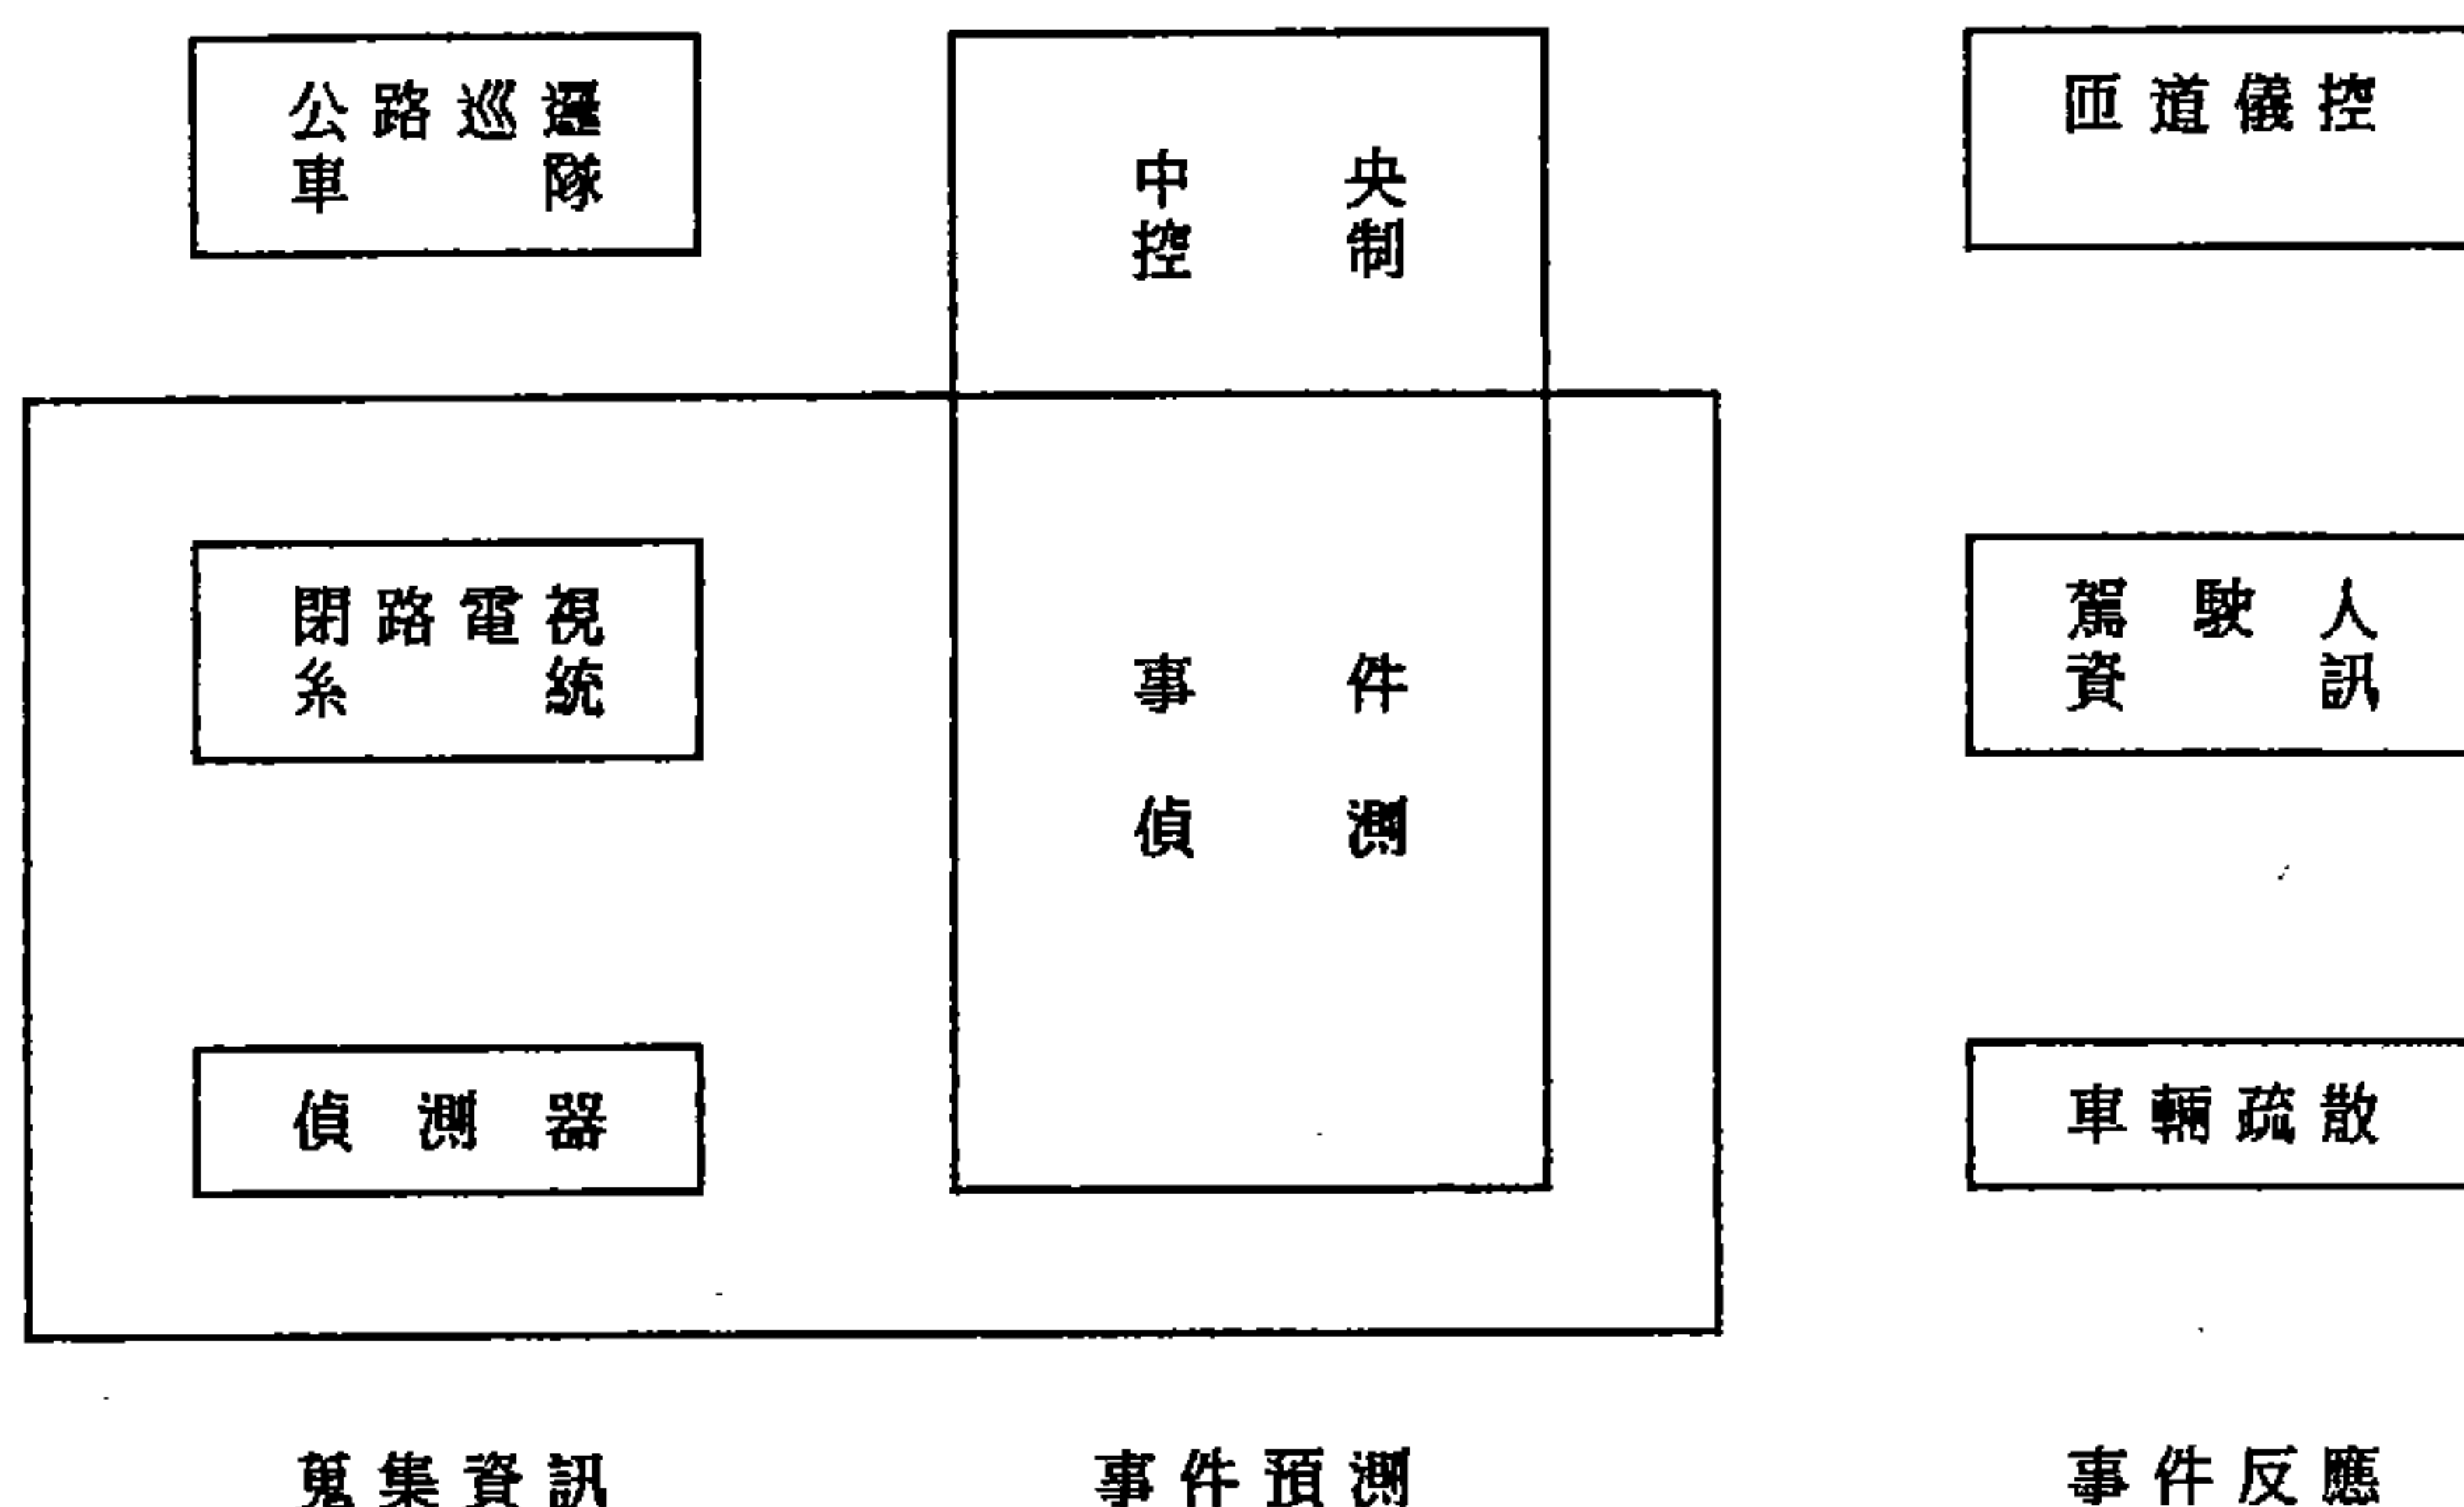 公路巡邏
車隊
中央
控制
匝道儀控
閉路電視
系統
事件
偵測
駕駛人
資訊
偵測器
車輛疏散
蒐集資訊
事件預測
事件反應